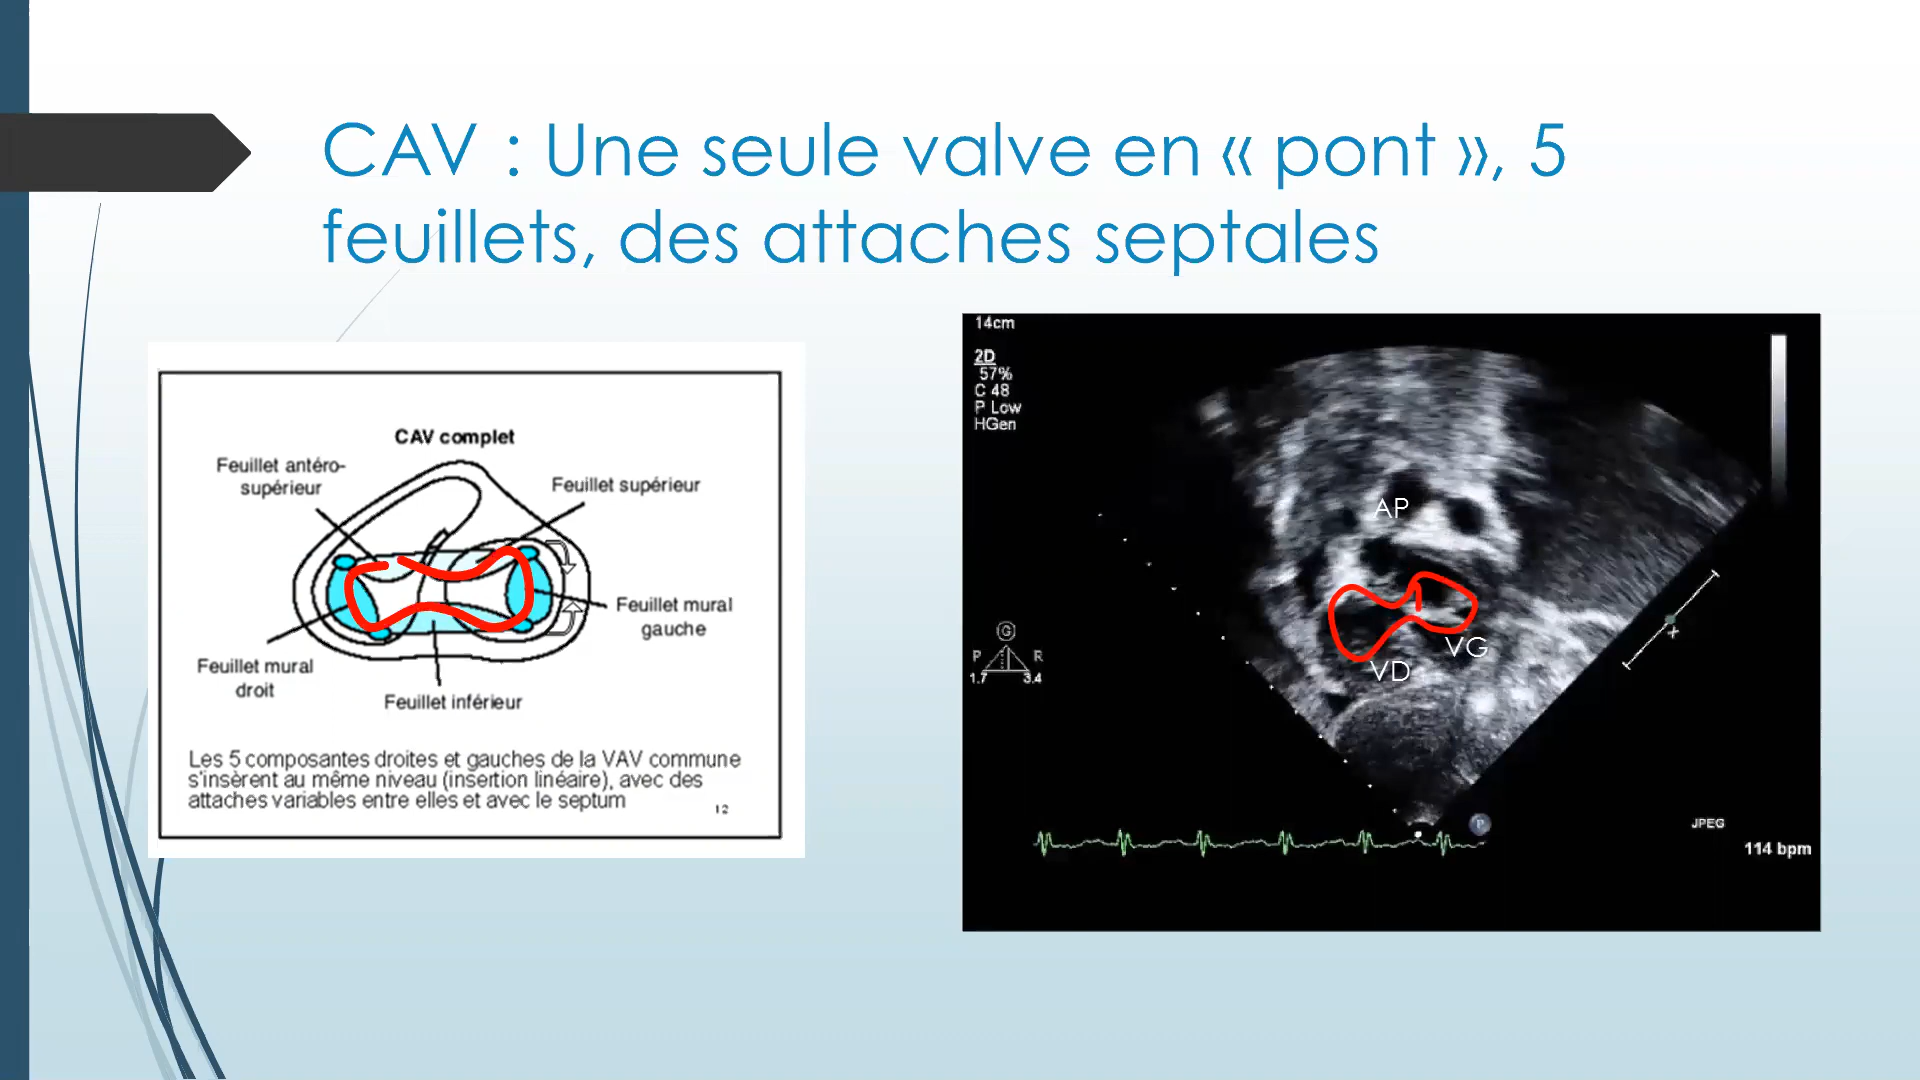 CAV : Une seule valve en « pont », 5
feuillets, des attaches septales
CAV complet
Feuillet antéro-
supérieur
Feuillet supérieur
Feuillet mural
gauche
Feuillet mural
droit
Feuillet inférieur
Les 5 composantes droites et gauches de la VAV commune
s'insèrent au même niveau (insertion linéaire), avec des
attaches variables entre elles et avec le septum
12
14cm
2D
57%
C 48
P Low
HGen
AP
VG
VD
G
P R
1.7 3.4
x
P
JPEG
114 bpm